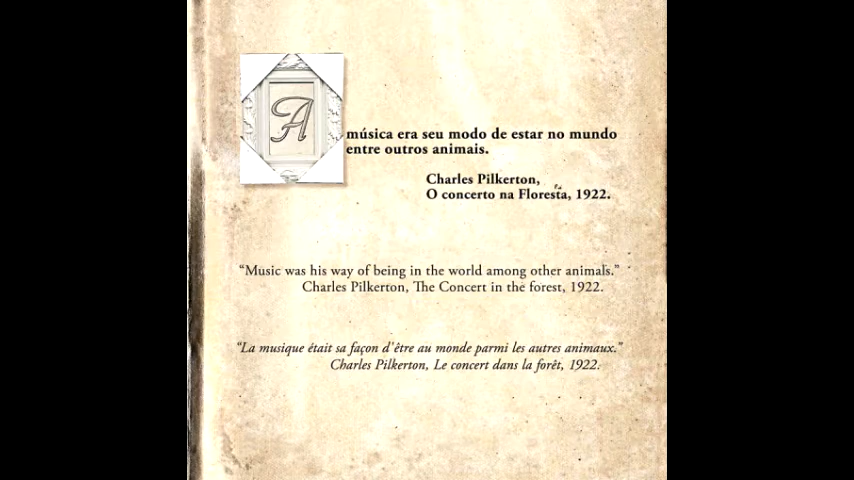 A
música era seu modo de estar no mundo
entre outros animais.
Charles Pilkerton,
O concerto na Floresta, 1922.
“Music was his way of being in the world among other animals.”
Charles Pilkerton, The Concert in the forest, 1922.
“La musique était sa façon d'être au monde parmi les autres animaux.”
Charles Pilkerton, Le concert dans la forêt, 1922.